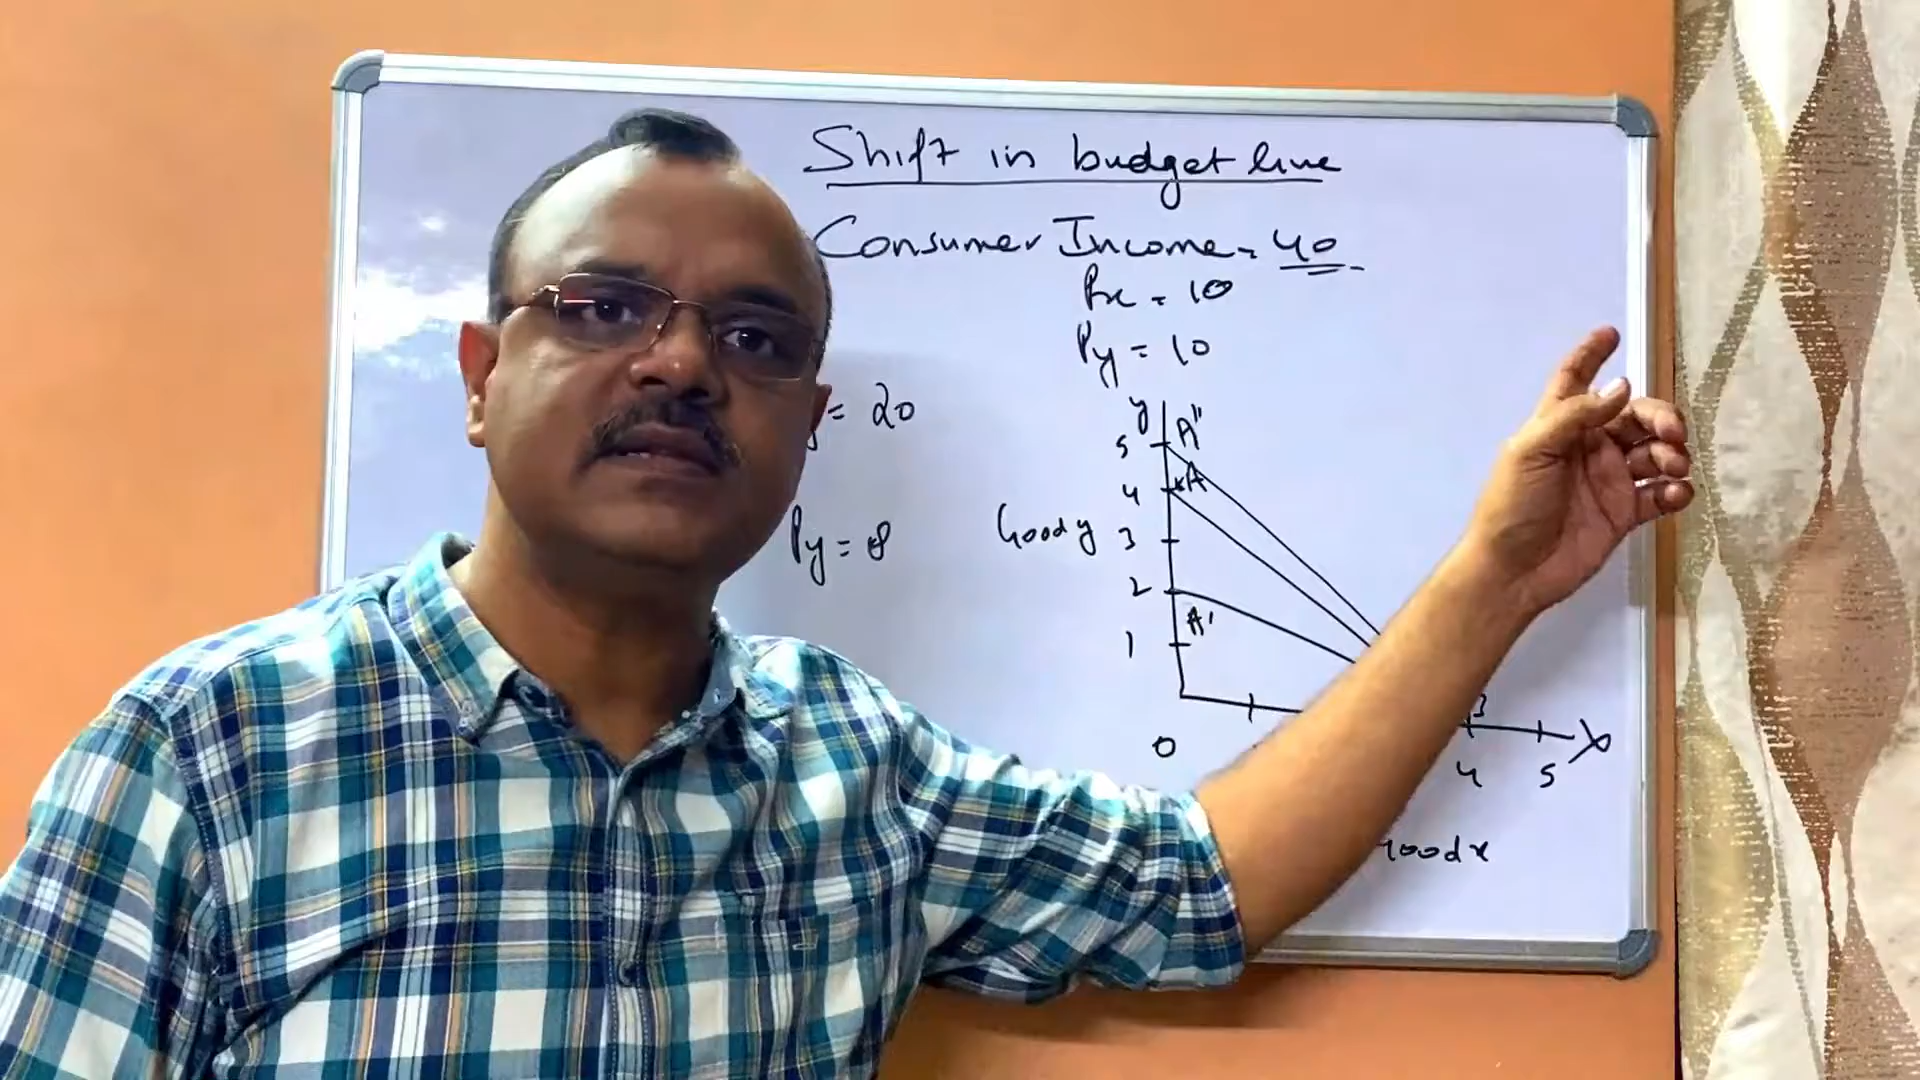 Shift in budget line
Consumer Income = 40
Px = 10
Py = 10
= 20
Py = 8
y
5 A"
4 A
Good y 3
2
A'
1
B
0
X
4 5
Good x